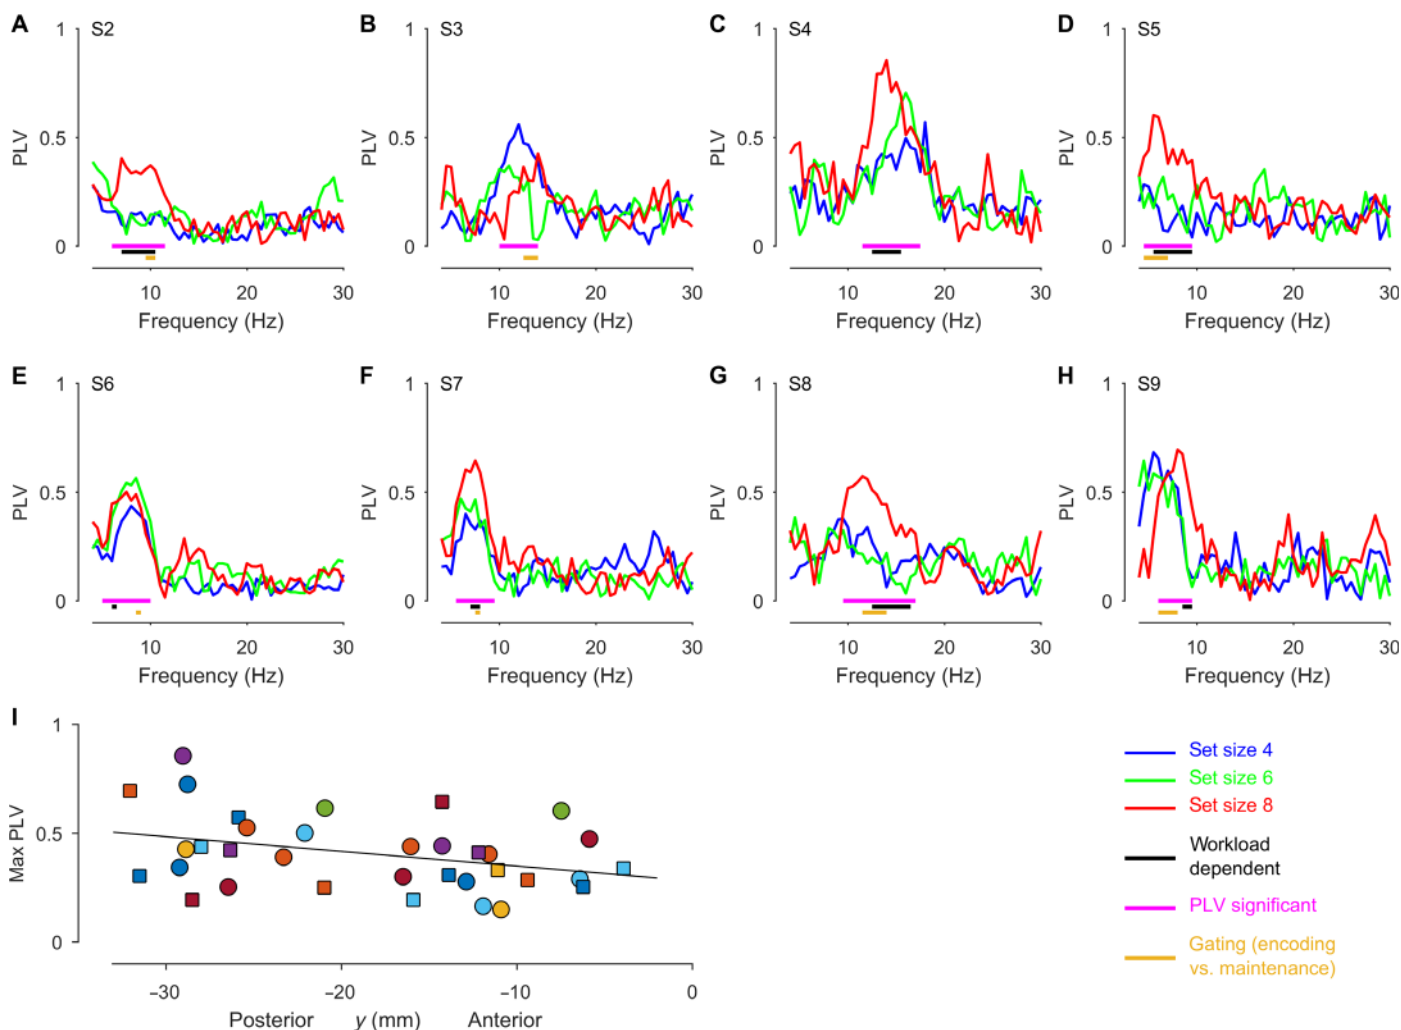 A
S2
1
0.5
0
PLV
10
20
30
Frequency (Hz)
B
S3
1
0.5
0
PLV
10
20
30
Frequency (Hz)
C
S4
1
0.5
0
PLV
10
20
30
Frequency (Hz)
D
S5
1
0.5
0
PLV
10
20
30
Frequency (Hz)
E
S6
1
0.5
0
PLV
10
20
30
Frequency (Hz)
F
S7
1
0.5
0
PLV
10
20
30
Frequency (Hz)
G
S8
1
0.5
0
PLV
10
20
30
Frequency (Hz)
H
S9
1
0.5
0
PLV
10
20
30
Frequency (Hz)
I
1
0.5
0
Max PLV
−30
−20
−10
0
Posterior y (mm) Anterior
Set size 4
Set size 6
Set size 8
Workload
dependent
PLV significant
Gating (encoding
vs. maintenance)